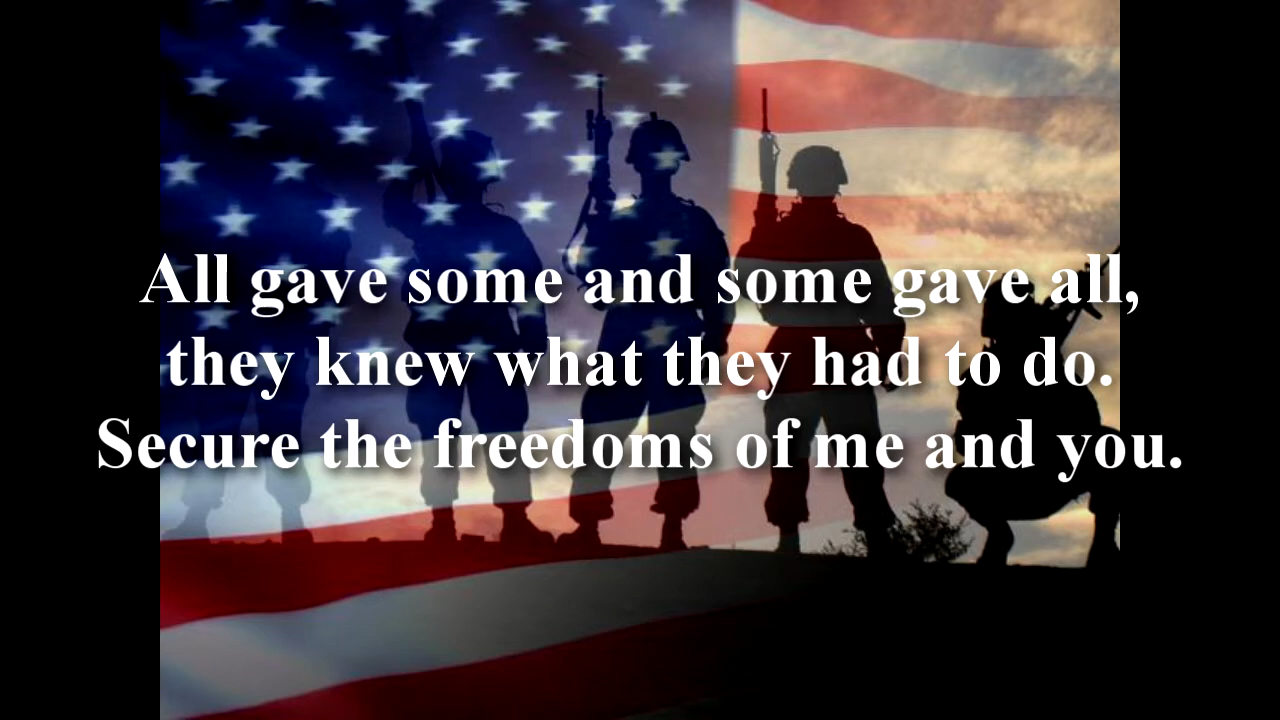 All gave some and some gave all,
they knew what they had to do.
Secure the freedoms of me and you.